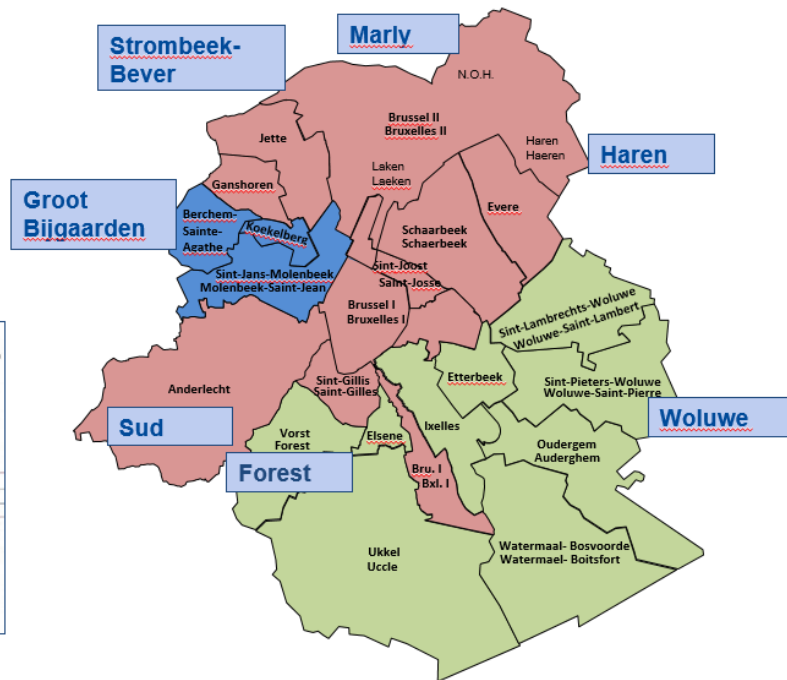 Strombeek-
Bever
Marly
N.O.H.
Brussel II
Bruxelles II
Jette
Haren
Haeren
Haren
Laken
Laeken
Ganshoren
Groot
Bijgaarden
Berchem-
Sainte-
Agathe
Koekelberg
Evere
Schaarbeek
Schaerbeek
Sint-Joost
Saint-Josse
Sint-Jans-Molenbeek
Molenbeek-Saint-Jean
Brussel I
Bruxelles I
Sint-Lambrechts-Woluwe
Woluwe-Saint-Lambert
Etterbeek
Sint-Pieters-Woluwe
Woluwe-Saint-Pierre
Anderlecht
Sint-Gillis
Saint-Gilles
Woluwe
Sud
Vorst
Forest
Elsene
Ixelles
Oudergem
Auderghem
Forest
Bru. I
Bxl. I
Ukkel
Uccle
Watermaal- Bosvoorde
Watermael- Boitsfort